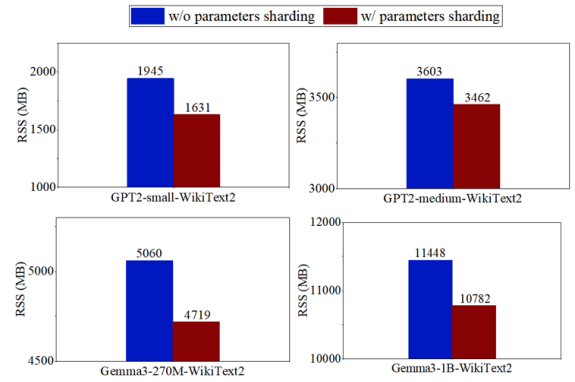 w/o parameters sharding w/ parameters sharding
RSS (MB)
2000
1500
1000
1945
1631
GPT2-small-WikiText2
RSS (MB)
3500
3000
3603
3462
GPT2-medium-WikiText2
RSS (MB)
5000
4500
5060
4719
Gemma3-270M-WikiText2
RSS (MB)
12000
11000
10000
11448
10782
Gemma3-1B-WikiText2